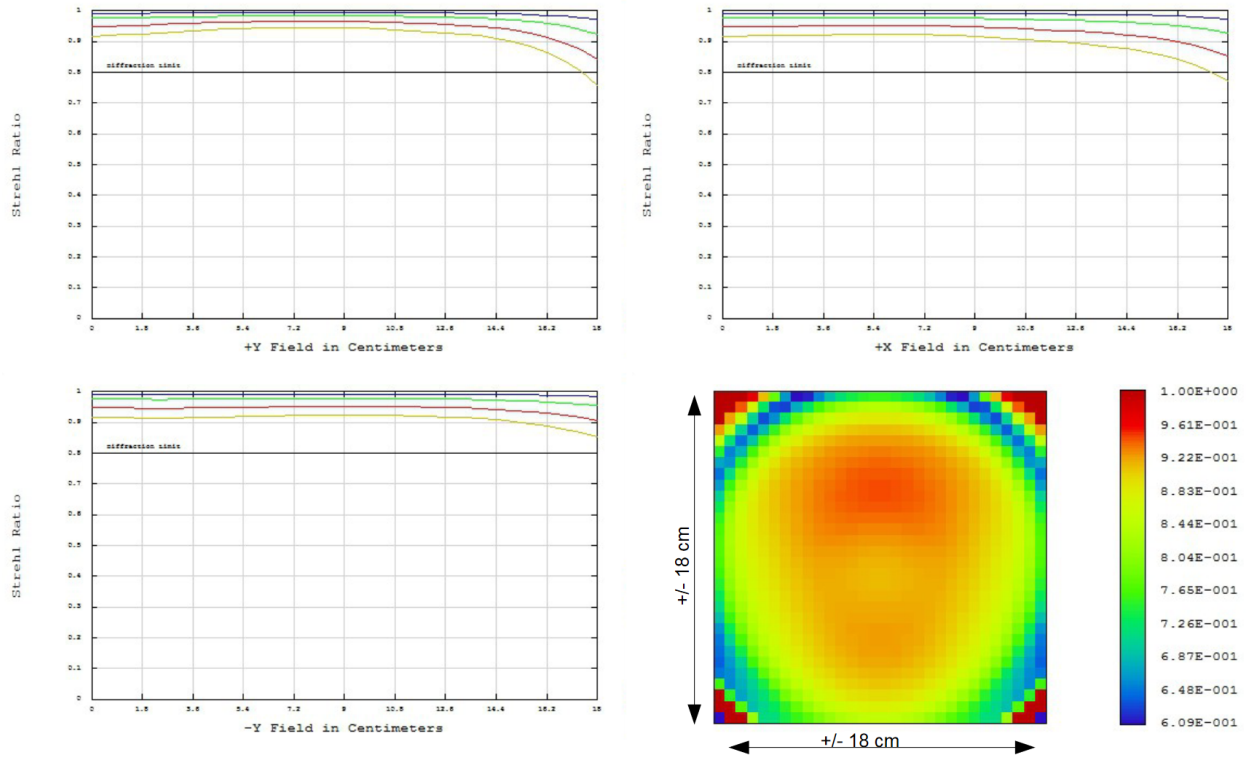 1
0.9
Diffraction Limit
0.8
0.7
0.6
Strehl Ratio
0.5
0.4
0.3
0.2
0.1
0
0 1.8 3.6 5.4 7.2 9 10.8 12.6 14.4 16.2 18
+Y Field in Centimeters
1
0.9
Diffraction Limit
0.8
0.7
0.6
Strehl Ratio
0.5
0.4
0.3
0.2
0.1
0
0 1.8 3.6 5.4 7.2 9 10.8 12.6 14.4 16.2 18
+X Field in Centimeters
1
0.9
Diffraction Limit
0.8
0.7
0.6
Strehl Ratio
0.5
0.4
0.3
0.2
0.1
0
0 1.8 3.6 5.4 7.2 9 10.8 12.6 14.4 16.2 18
-Y Field in Centimeters
+/- 18 cm
+/- 18 cm
1.00E+000
9.61E-001
9.22E-001
8.83E-001
8.44E-001
8.04E-001
7.65E-001
7.26E-001
6.87E-001
6.48E-001
6.09E-001